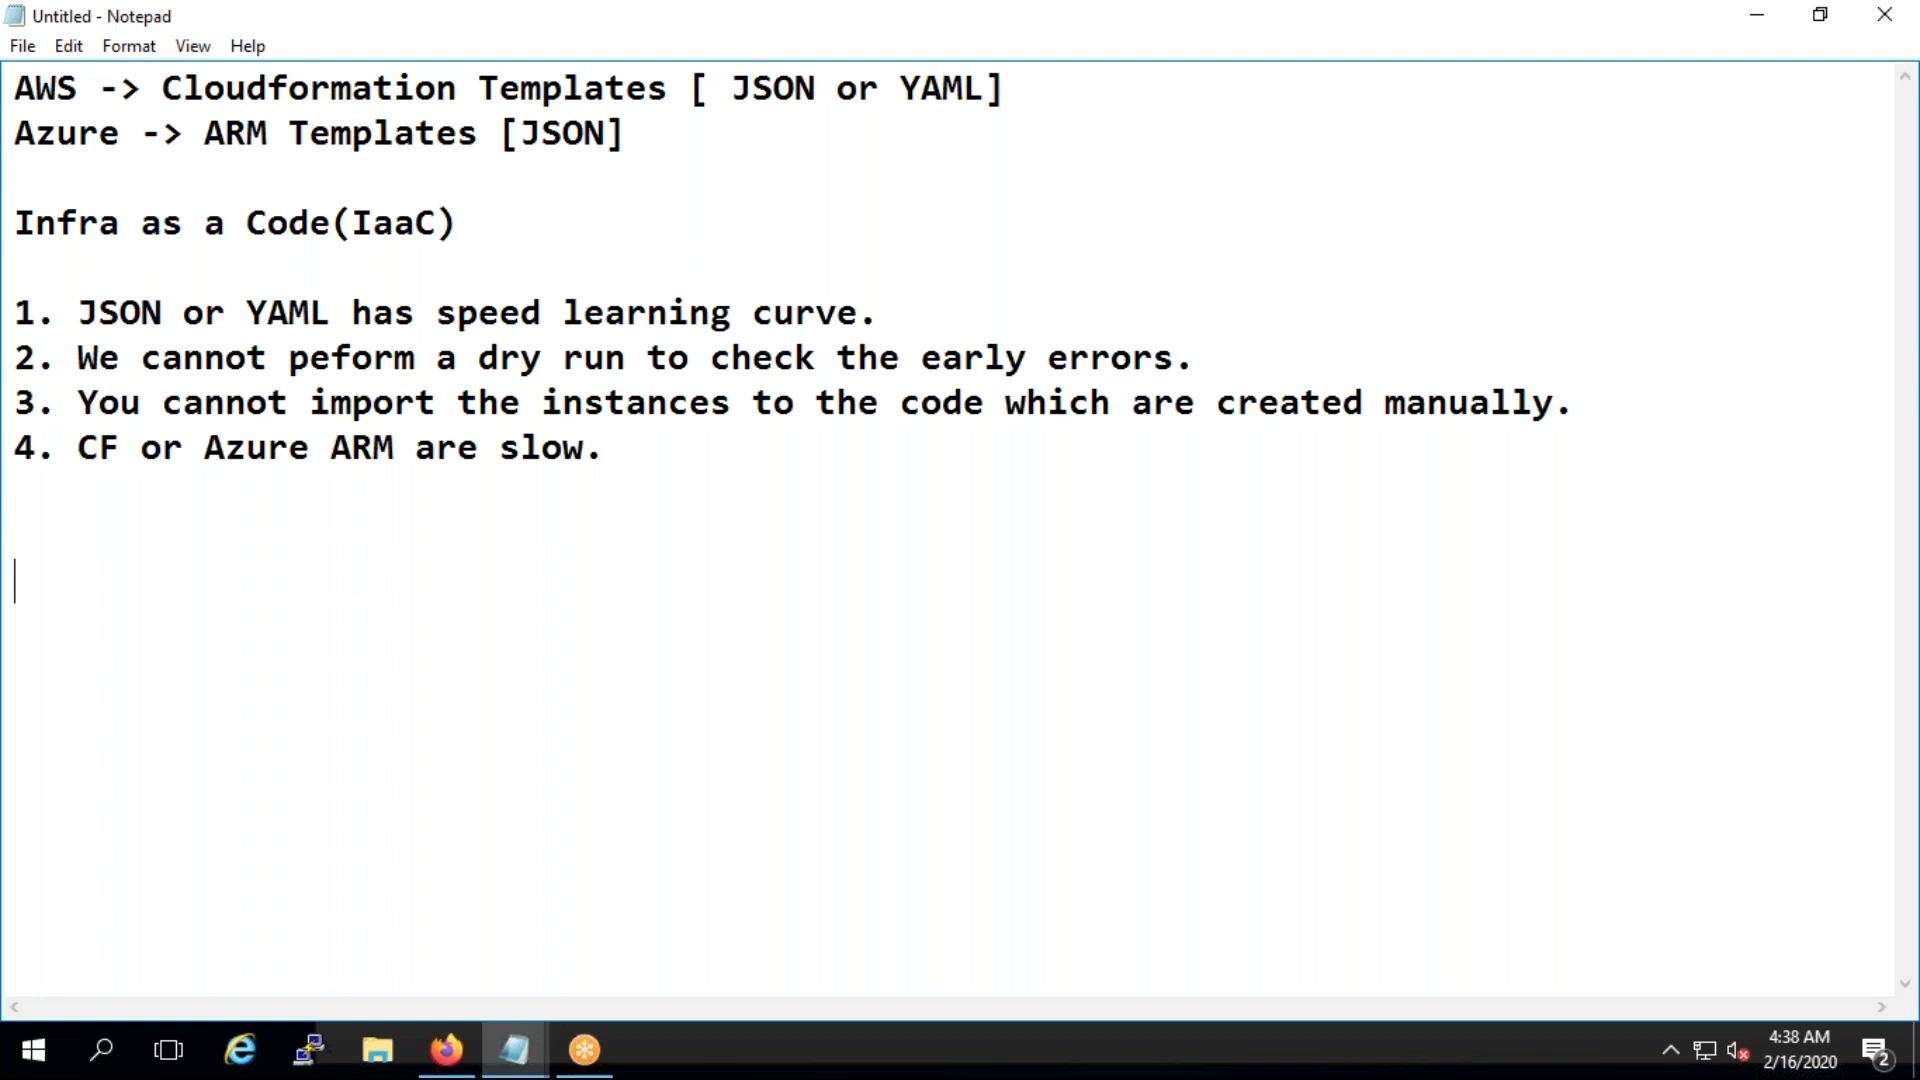 Untitled - Notepad
File Edit Format View Help
AWS -> Cloudformation Templates [ JSON or YAML]
Azure -> ARM Templates [JSON]
Infra as a Code(IaaC)
1. JSON or YAML has speed learning curve.
2. We cannot peform a dry run to check the early errors.
3. You cannot import the instances to the code which are created manually.
4. CF or Azure ARM are slow.
4:38 AM
2/16/2020
2